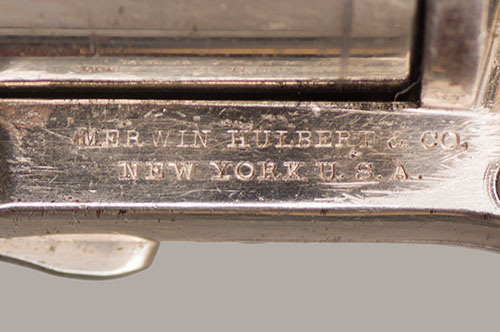 MERWIN HULBERT & CO.
NEW YORK. U. S. A.